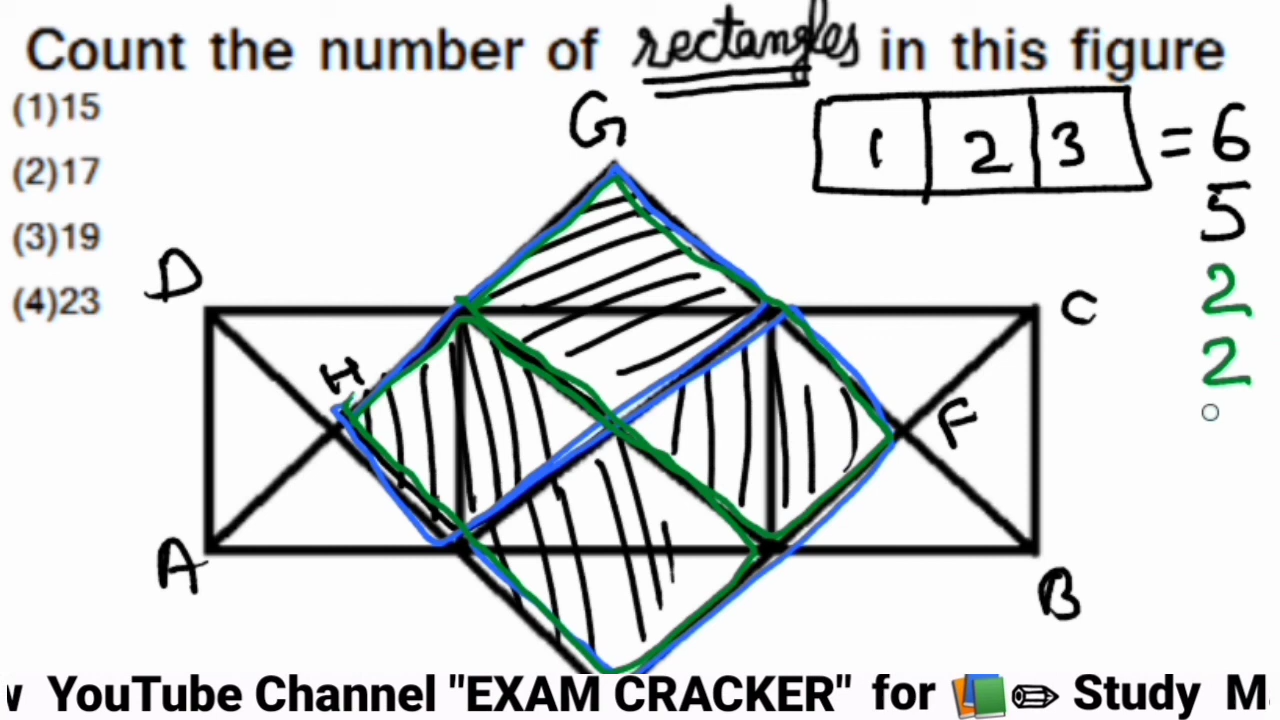 Count the number of rectangles in this figure
(1)15
(2)17
(3)19
(4)23
1 2 3 = 6
5
2
2
G
D
C
H
F
A
B
YouTube Channel "EXAM CRACKER" for 📚✏ Study